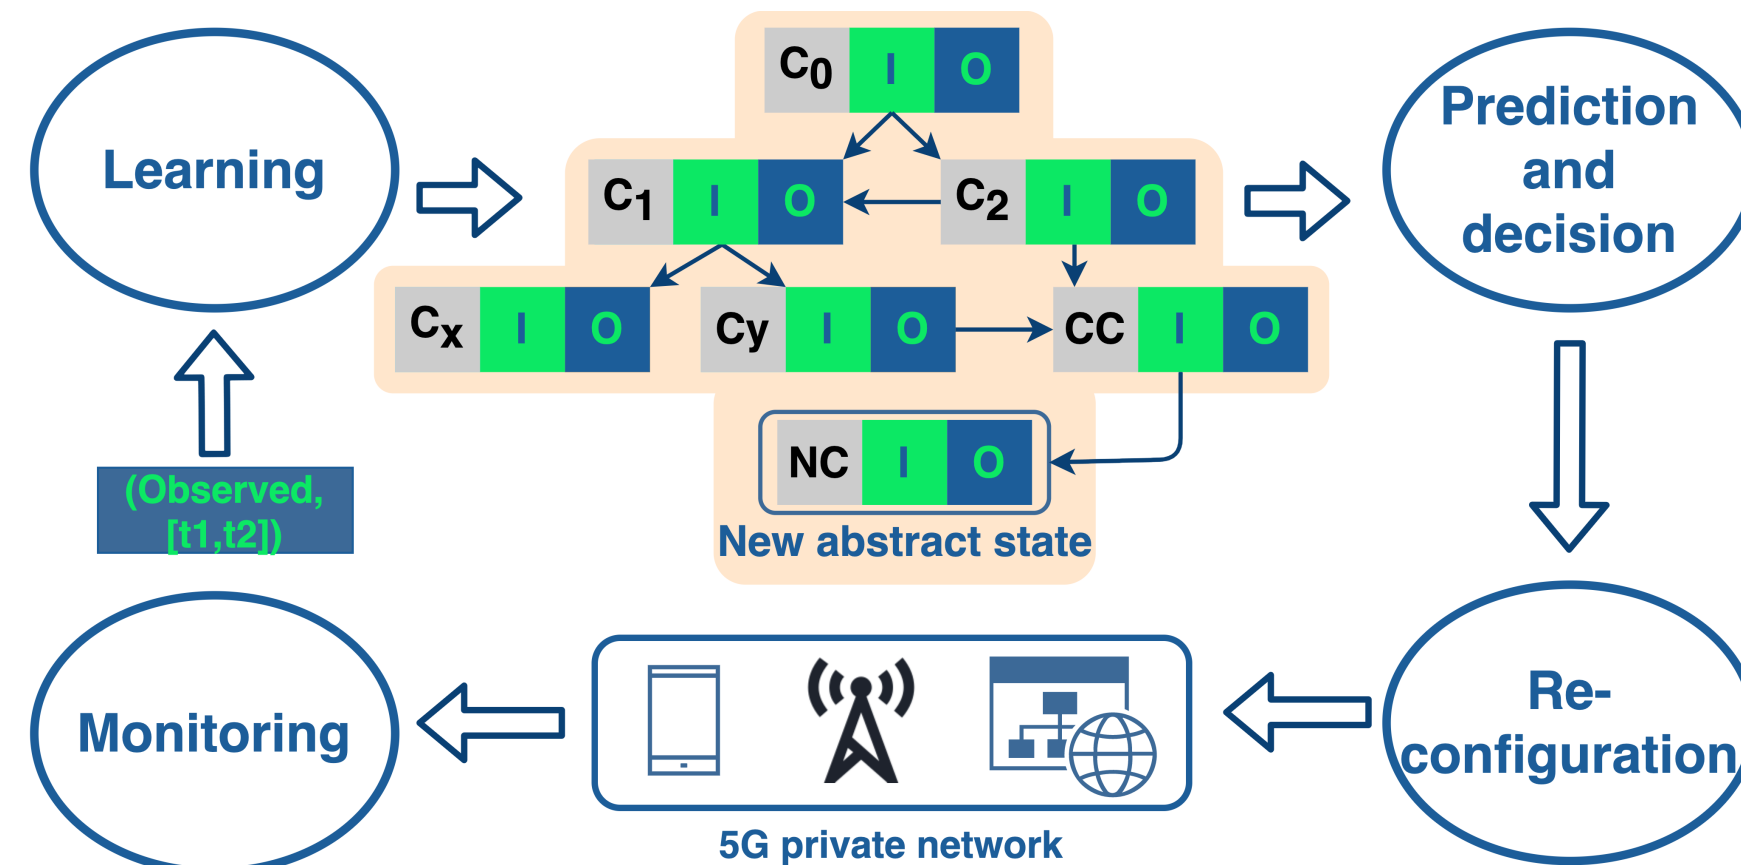 C0 I O
Learning
Prediction
and
decision
C1 I O
C2 I O
Cx I O
Cy I O
CC I O
NC I O
New abstract state
(Observed,
[t1,t2])
Monitoring
5G private network
Re-
configuration